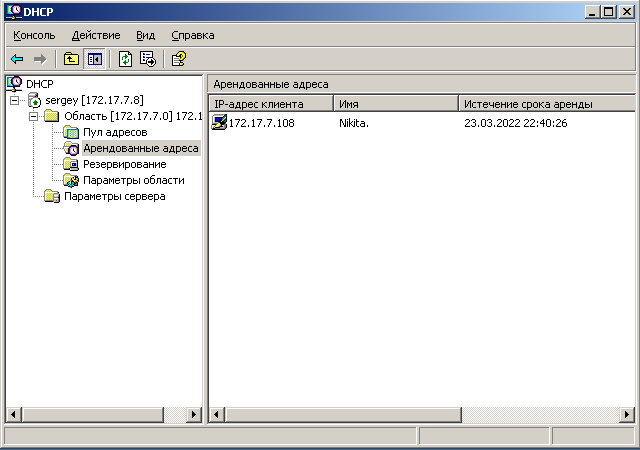 DHCP
Консоль Действие Вид Справка
DHCP
sergey [172.17.7.8]
Область [172.17.7.0] 172.1
Пул адресов
Арендованные адреса
Резервирование
Параметры области
Параметры сервера
Арендованные адреса
IP-адрес клиента Имя Истечение срока аренды
172.17.7.108 Nikita. 23.03.2022 22:40:26